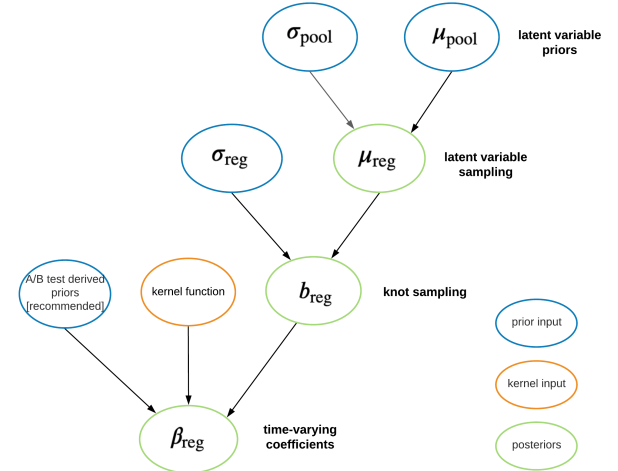 σpool
μpool
latent variable
priors
σreg
μreg
latent variable
sampling
A/B test derived
priors
[recommended]
kernel function
breg
knot sampling
prior input
kernel input
βreg
time-varying
coefficients
posteriors